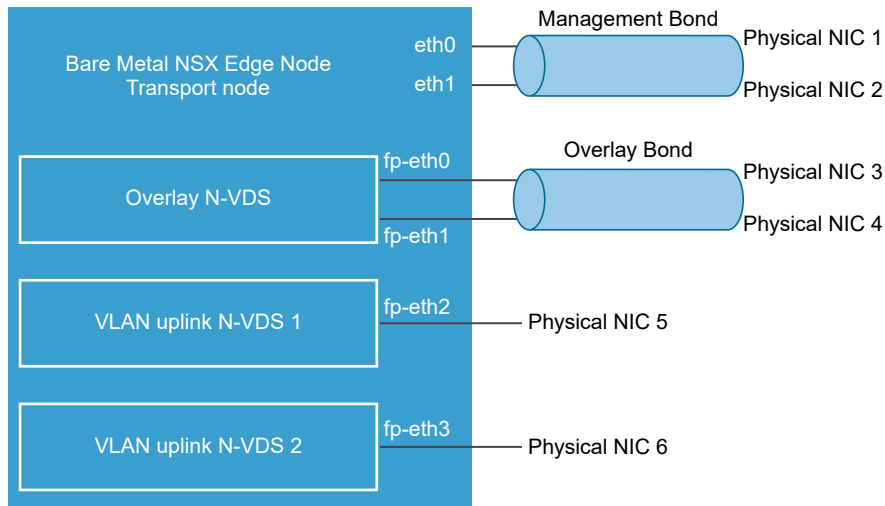 Management Bond
eth0
Physical NIC 1
Bare Metal NSX Edge Node
Transport node
eth1
Physical NIC 2
Overlay Bond
fp-eth0
Physical NIC 3
Overlay N-VDS
fp-eth1
Physical NIC 4
fp-eth2
VLAN uplink N-VDS 1
Physical NIC 5
fp-eth3
VLAN uplink N-VDS 2
Physical NIC 6